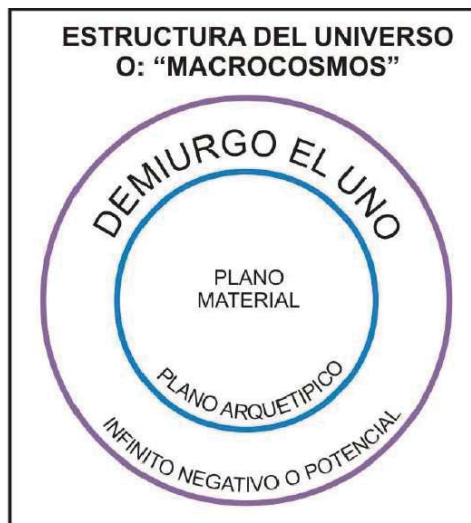 ESTRUCTURA DEL UNIVERSO
O: “MACROCOSMOS”
DEMIURGO EL UNO
PLANO
MATERIAL
PLANO ARQUETIPICO
INFINITO NEGATIVO O POTENCIAL